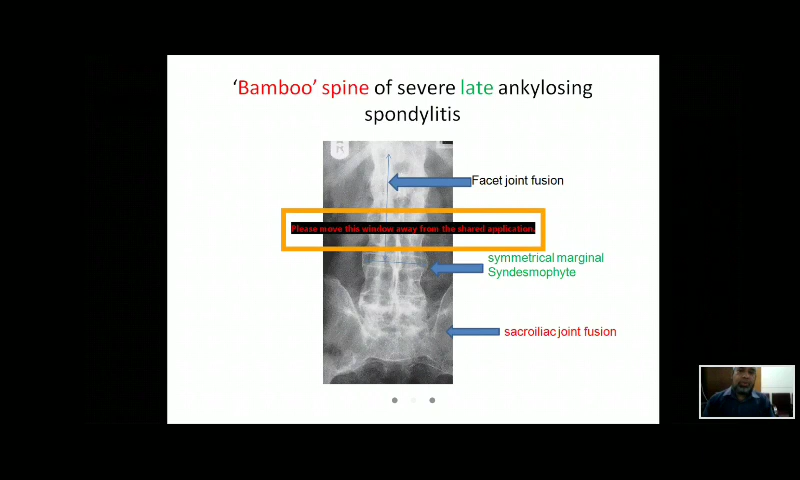 ‘Bamboo’ spine of severe late ankylosing
spondylitis
R
Facet joint fusion
Please move this window away from the shared application.
symmetrical marginal
Syndesmophyte
sacroiliac joint fusion